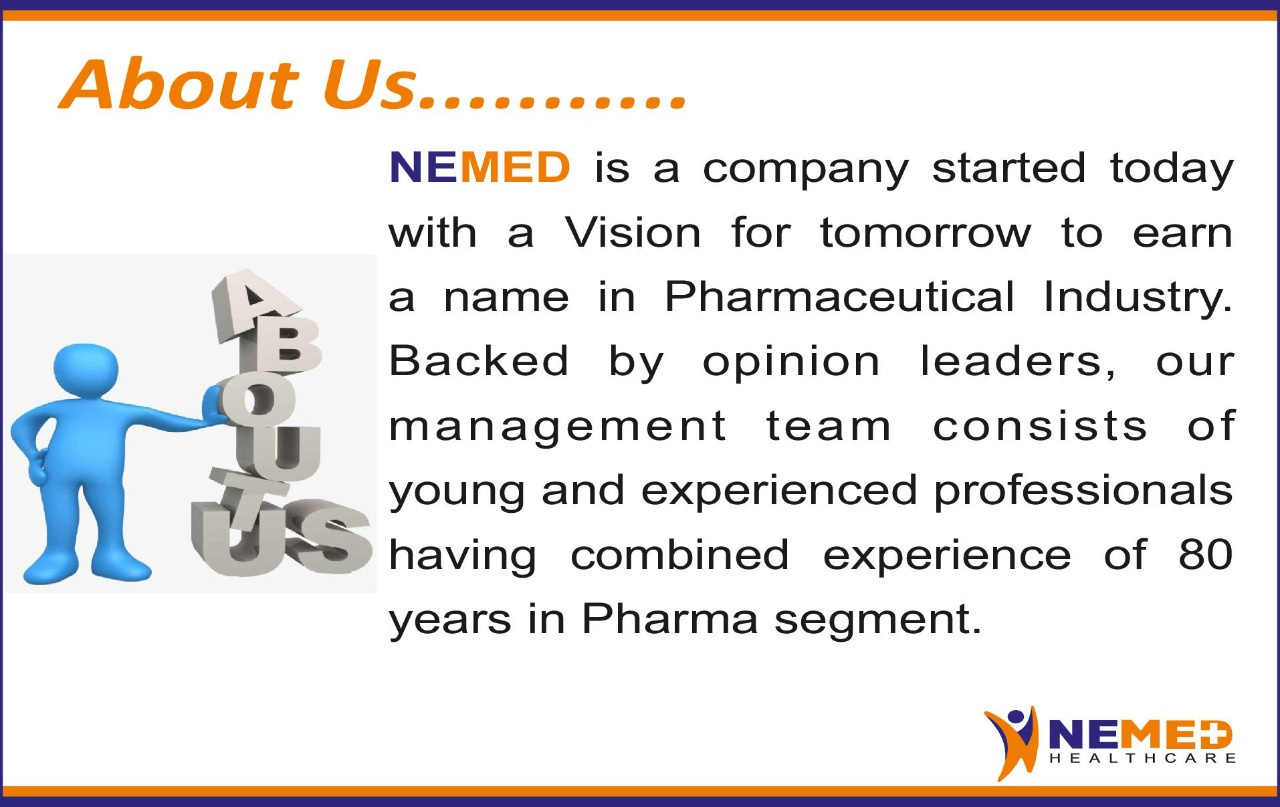 About Us...........
NEMED is a company started today
with a Vision for tomorrow to earn
a name in Pharmaceutical Industry.
Backed by opinion leaders, our
management team consists of
young and experienced professionals
having combined experience of 80
years in Pharma segment.
A
B
O
U
T
US
NEMED
HEALTHCARE